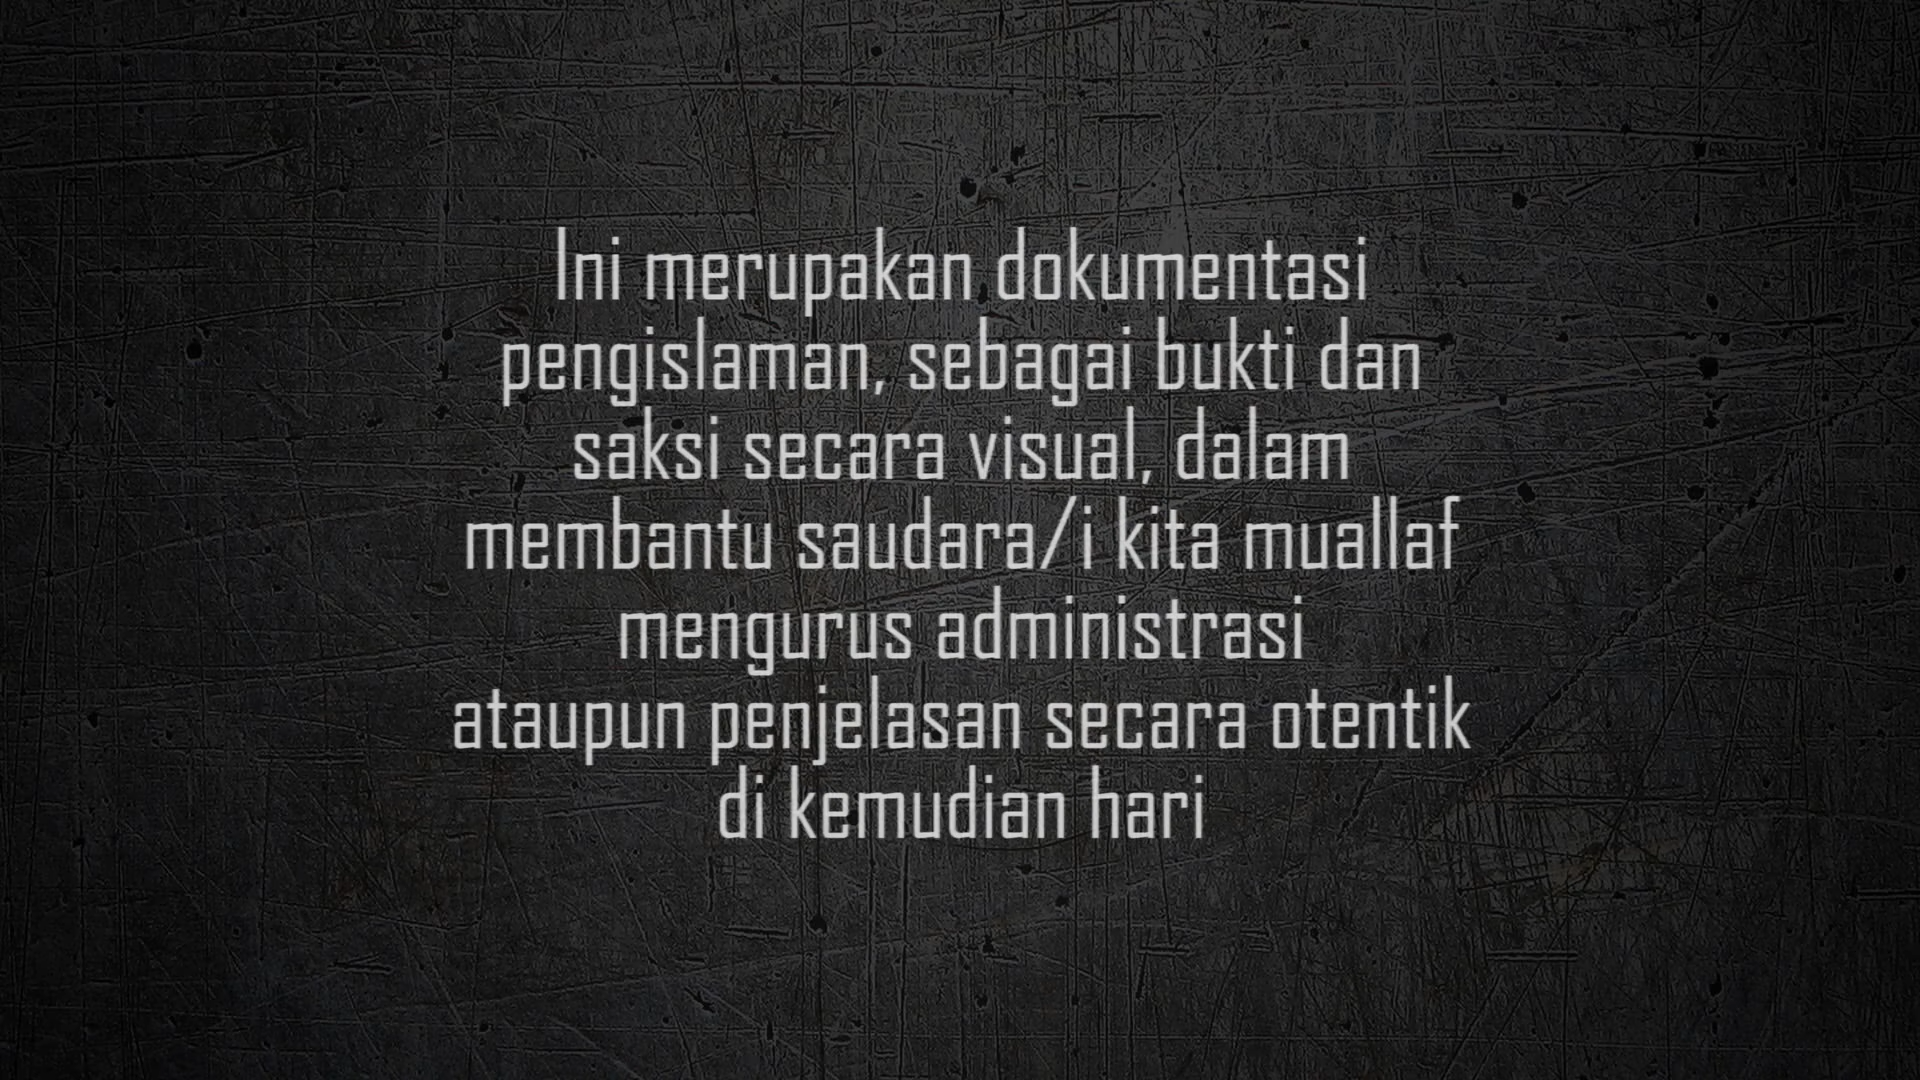 Ini merupakan dokumentasi
pengislaman, sebagai bukti dan
saksi secara visual, dalam
membantu saudara/i kita muallaf
mengurus administrasi
ataupun penjelasan secara otentik
di kemudian hari